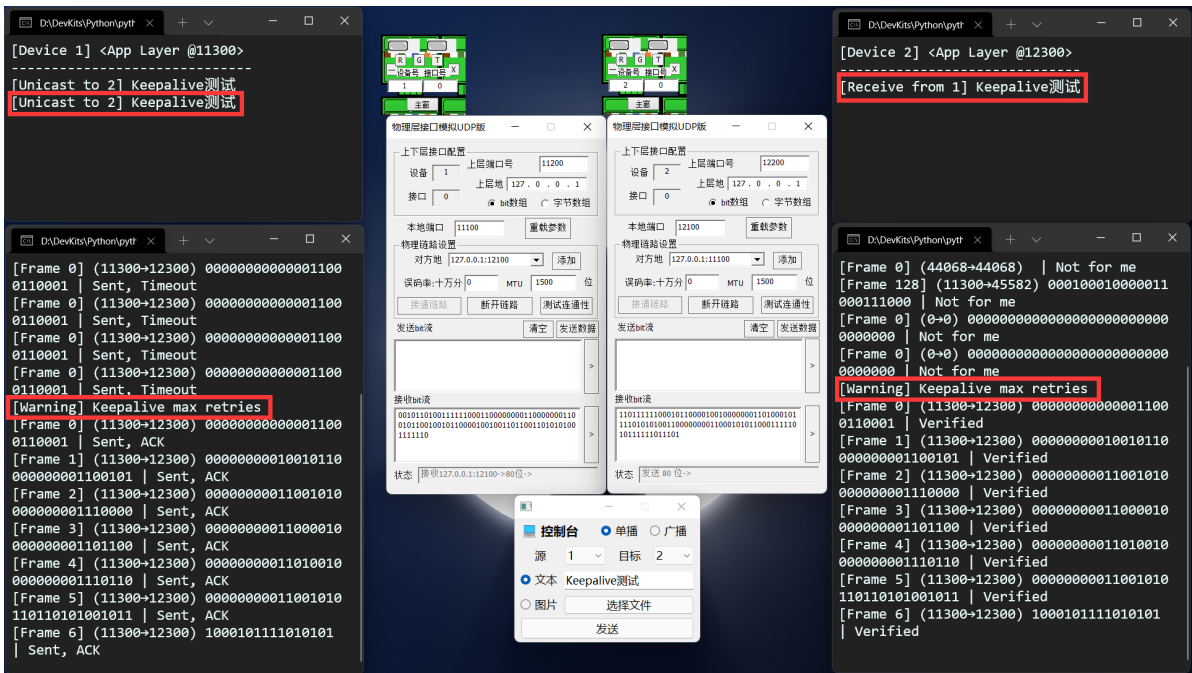 D:\DevKits\Python\pyth
[Device 1] <App Layer @11300>
------------------------------
[Unicast to 2] Keepalive测试
[Unicast to 2] Keepalive测试
D:\DevKits\Python\pyth
[Frame 0] (11300→12300) 00000000000001100
0110001 | Sent, Timeout
[Frame 0] (11300→12300) 00000000000001100
0110001 | Sent, Timeout
[Frame 0] (11300→12300) 00000000000001100
0110001 | Sent, Timeout
[Frame 0] (11300→12300) 00000000000001100
0110001 | Sent, Timeout
[Warning] Keepalive max retries
[Frame 0] (11300→12300) 00000000000001100
0110001 | Sent, ACK
[Frame 1] (11300→12300) 00000000010010110
000000001100101 | Sent, ACK
[Frame 2] (11300→12300) 00000000011001010
000000001110000 | Sent, ACK
[Frame 3] (11300→12300) 00000000011000010
000000001101100 | Sent, ACK
[Frame 4] (11300→12300) 00000000011010010
000000001110110 | Sent, ACK
[Frame 5] (11300→12300) 00000000011001010
110110101001011 | Sent, ACK
[Frame 6] (11300→12300) 1000101111010101
| Sent, ACK
R G T
一设备号 接口号 X
1 0
主窗
物理层接口模拟UDP版
上下层接口配置
设备 1 上层端口号 11200
上层地 127 . 0 . 0 . 1
接口 0 bit数组 字节数组
本地端口 11100 重载参数
物理链路设置
对方地 127.0.0.1:12100 添加
误码率:十万分 0 MTU 1500 位
接通链路 断开链路 测试连通性
发送bit流 清空 发送数据
>
接收bit流
0010110100111111000110000000011000000110
0101100100101100001001001101100110101100
1111110
>
状态 接收127.0.0.1:12100->80位->
R G T
一设备号 接口号 X
2 0
主窗
物理层接口模拟UDP版
上下层接口配置
设备 2 上层端口号 12200
上层地 127 . 0 . 0 . 1
接口 0 bit数组 字节数组
本地端口 12100 重载参数
物理链路设置
对方地 127.0.0.1:11100 添加
误码率:十万分 0 MTU 1500 位
接通链路 断开链路 测试连通性
发送bit流 清空 发送数据
>
接收bit流
>
状态 发送 80 位->
控制台 单播 广播
源 1 目标 2
文本 Keepalive测试
图片 选择文件
发送
D:\DevKits\Python\pyth
[Device 2] <App Layer @12300>
------------------------------
[Receive from 1] Keepalive测试
D:\DevKits\Python\pyth
[Frame 0] (44068→44068) | Not for me
[Frame 128] (11300→45582) 000100010000011
000111000 | Not for me
[Frame 0] (0→0) 0000000000000000000000000
0000000 | Not for me
[Frame 0] (0→0) 0000000000000000000000000
0000000 | Not for me
[Warning] Keepalive max retries
[Frame 0] (11300→12300) 00000000000001100
0110001 | Verified
[Frame 1] (11300→12300) 00000000010010110
000000001100101 | Verified
[Frame 2] (11300→12300) 00000000011001010
000000001110000 | Verified
[Frame 3] (11300→12300) 00000000011000010
000000001101100 | Verified
[Frame 4] (11300→12300) 00000000011010010
000000001110110 | Verified
[Frame 5] (11300→12300) 00000000011001010
110110101001011 | Verified
[Frame 6] (11300→12300) 1000101111010101
| Verified